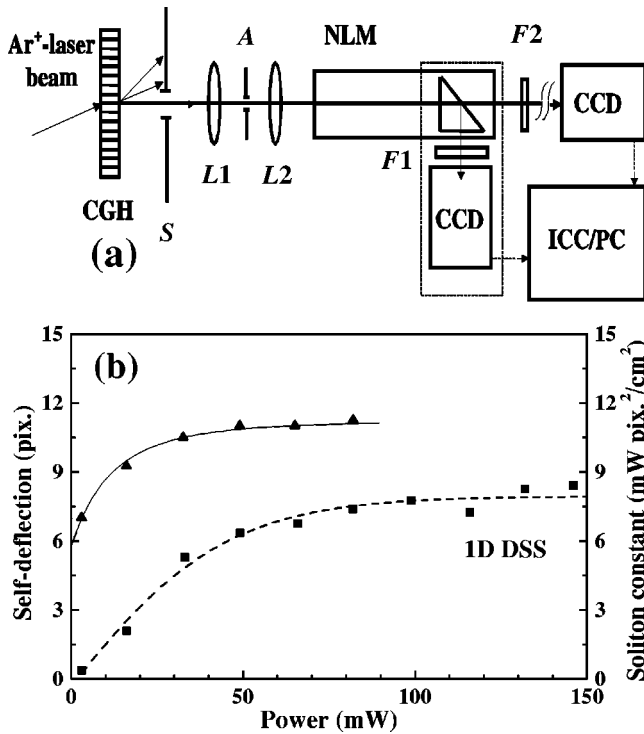 Ar⁺-laser
beam
CGH
S
L1
A
L2
NLM
F1
F2
CCD
CCD
ICC/PC
(a)
(b)
Self-deflection (pix.)
15
12
9
6
3
0
1D DSS
15
12
9
6
3
0
Soliton constant (mW pix.²/cm²)
0
50
100
150
Power (mW)